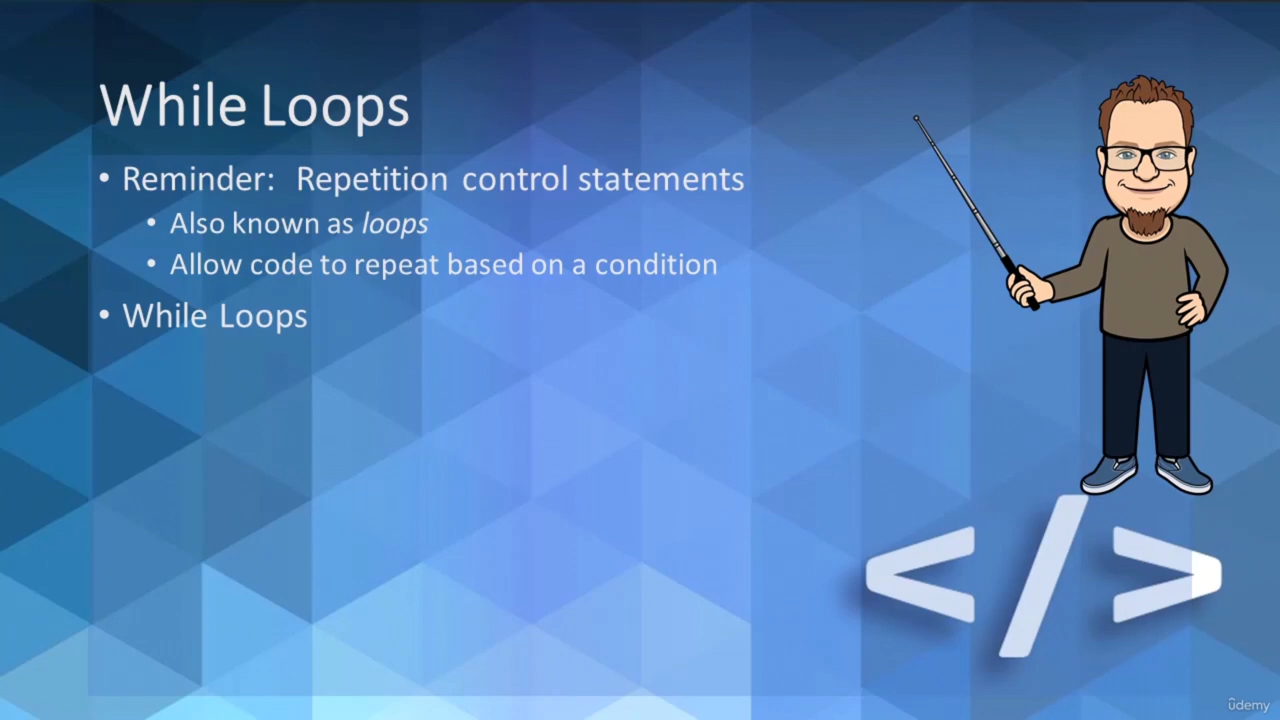 While Loops
• Reminder: Repetition control statements
• Also known as loops
• Allow code to repeat based on a condition
• While Loops
</>
ûdemy